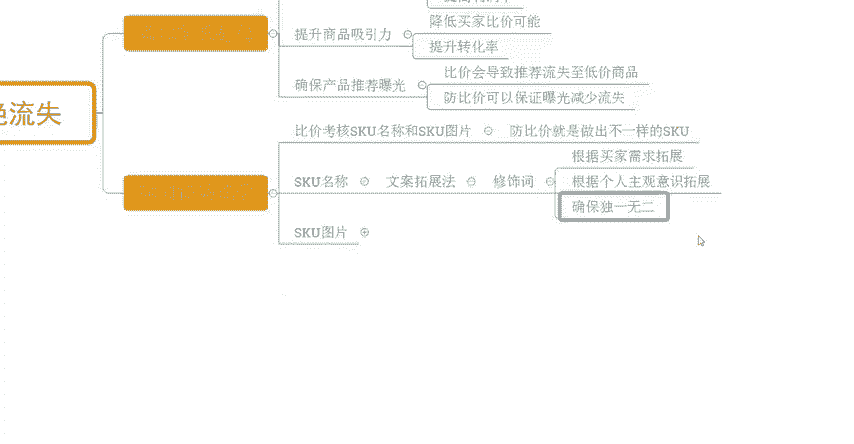 提升商品吸引力
降低买家比价可能
提升转化率
确保产品推荐曝光
比价会导致推荐流失至低价商品
防比价可以保证曝光减少流失
流失
比价考核SKU名称和SKU图片
防比价就是做出不一样的SKU
SKU名称
文案拓展法
修饰词
根据买家需求拓展
根据个人主观意识拓展
确保独一无二
SKU图片